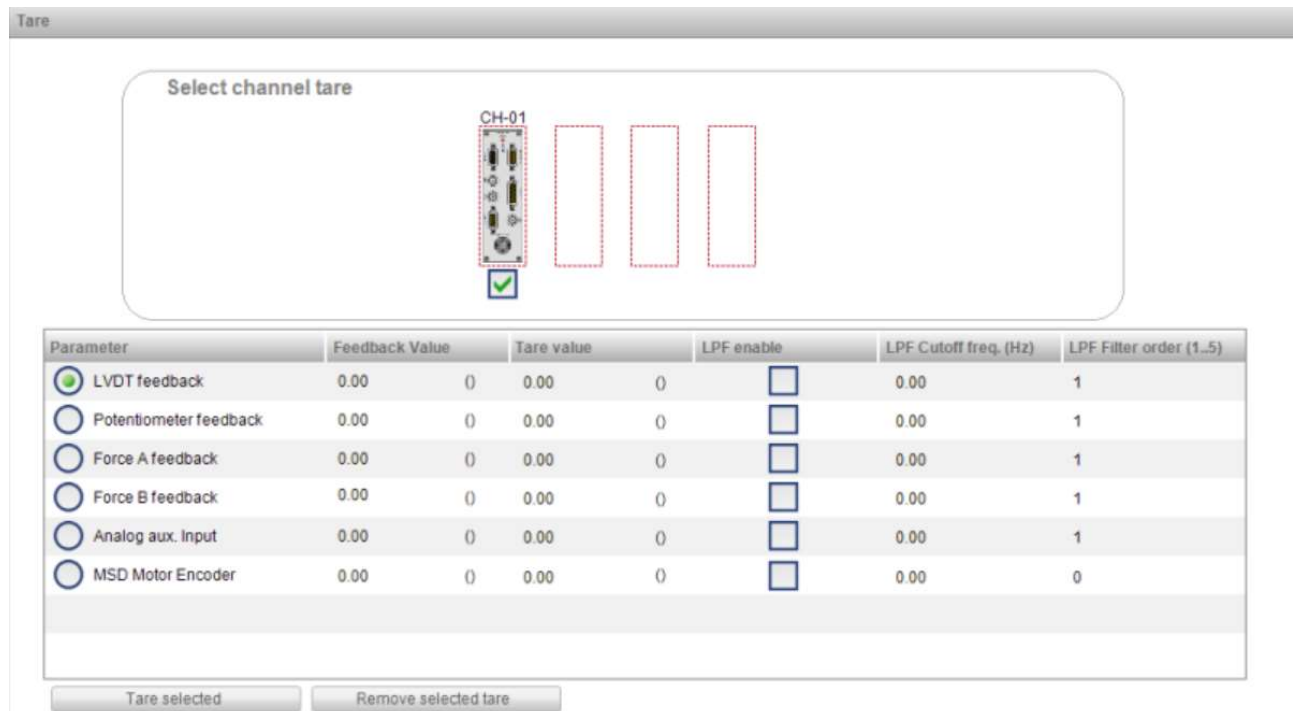 Tare
Select channel tare
CH-01
Parameter Feedback Value Tare value LPF enable LPF Cutoff freq. (Hz) LPF Filter order (1..5)
LVDT feedback 0.00 () 0.00 () 0.00 1
Potentiometer feedback 0.00 () 0.00 () 0.00 1
Force A feedback 0.00 () 0.00 () 0.00 1
Force B feedback 0.00 () 0.00 () 0.00 1
Analog aux. Input 0.00 () 0.00 () 0.00 1
MSD Motor Encoder 0.00 () 0.00 () 0.00 0
Tare selected Remove selected tare